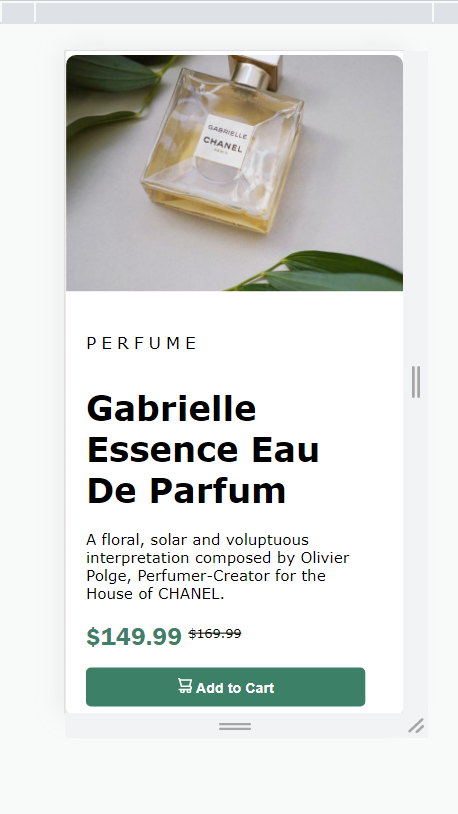 GABRIELLE
CHANEL
PARIS
PERFUME
Gabrielle
Essence Eau
De Parfum
A floral, solar and voluptuous
interpretation composed by Olivier
Polge, Perfumer-Creator for the
House of CHANEL.
$149.99 $169.99
Add to Cart